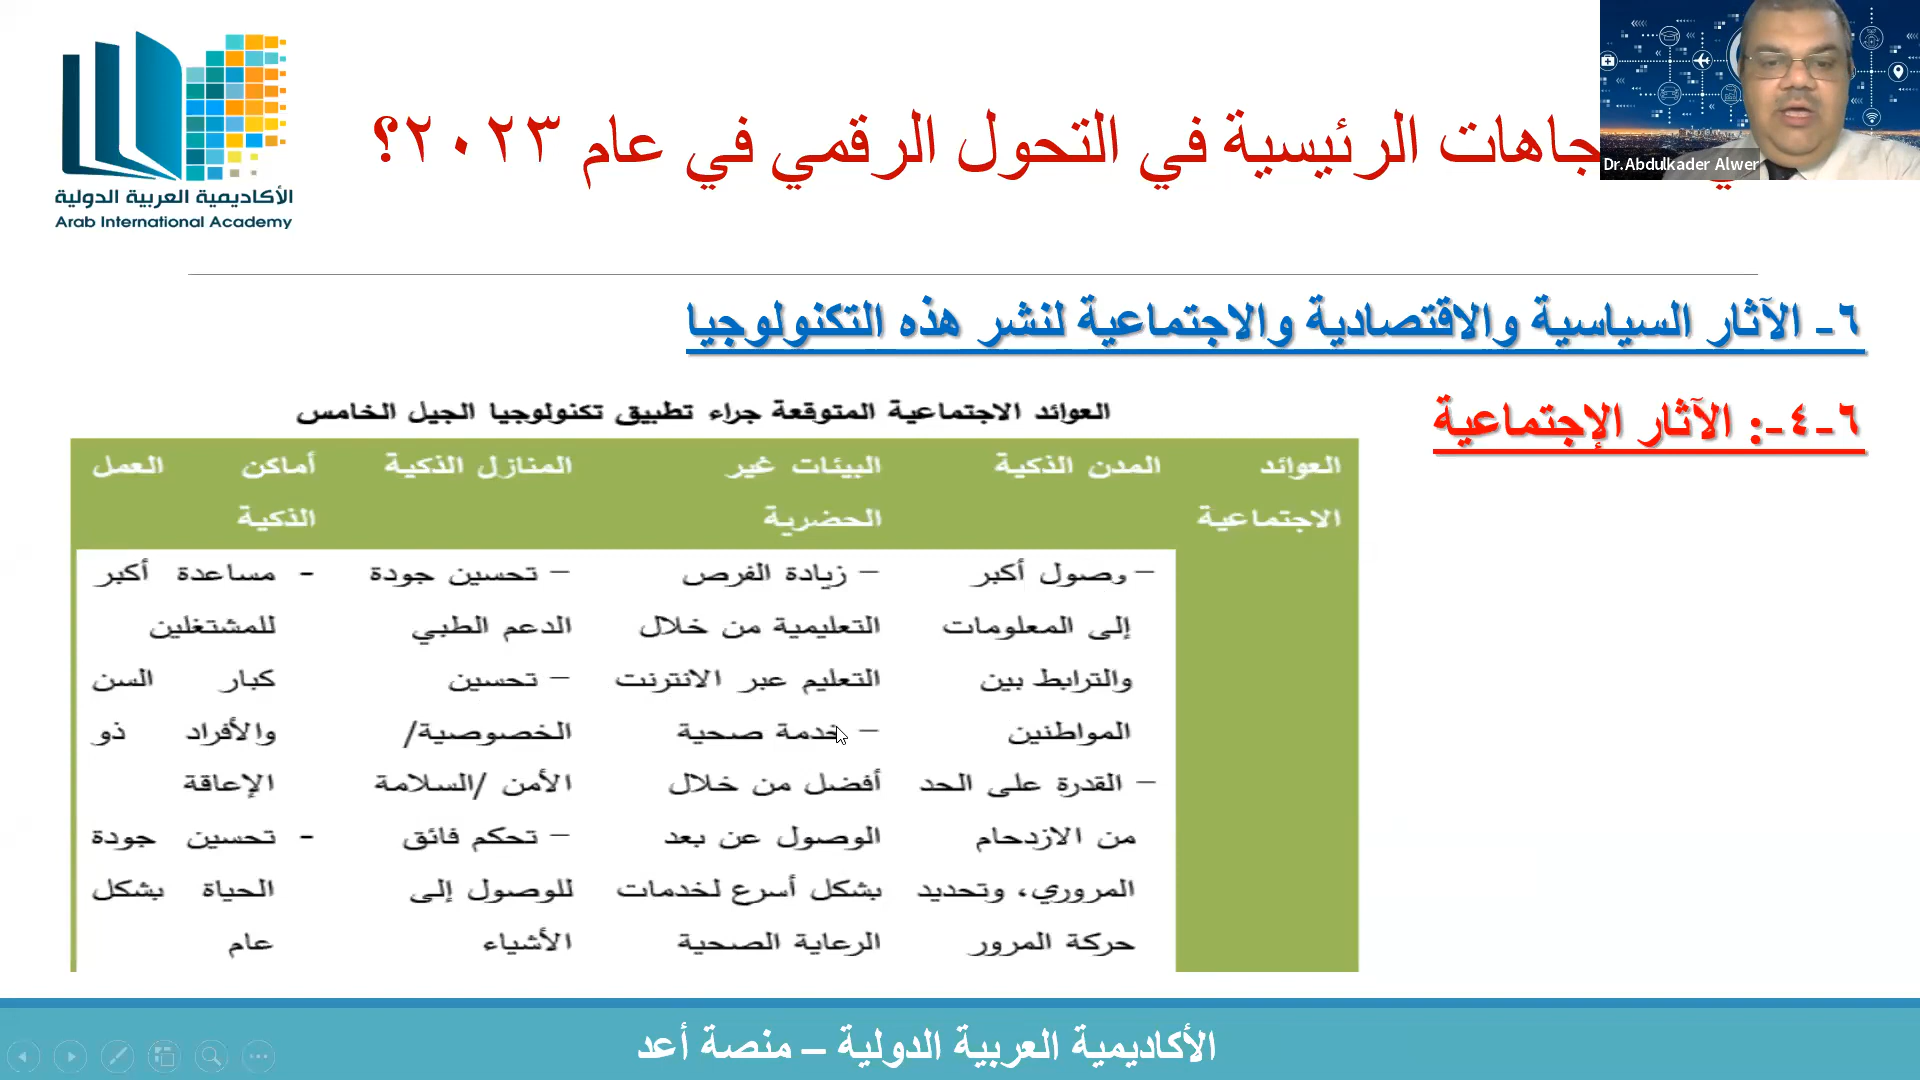 الأكاديمية العربية الدولية
Arab International Academy
الرئيسية في التحول الرقمي في عام ٢٠٢٣؟
Dr.Abdulkader Alwer
٦- الآثار السياسية والاقتصادية والاجتماعية لنشر هذه التكنولوجيا
٦-٤-: الآثار الإجتماعية
العوائد الاجتماعية المتوقعة جراء تطبيق تكنولوجيا الجيل الخامس
العوائد
الاجتماعية
المدن الذكية
البيئات غير
الحضرية
المنازل الذكية
أماكن العمل
الذكية
– وصول أكبر
إلى المعلومات
والترابط بين
المواطنين
– القدرة على الحد
من الازدحام
المروري، وتحديد
حركة المرور
– زيادة الفرص
التعليمية من خلال
التعليم عبر الانترنت
– خدمة صحية
أفضل من خلال
الوصول عن بعد
بشكل أسرع لخدمات
الرعاية الصحية
– تحسين جودة
الدعم الطبي
– تحسين
الخصوصية/
الأمن /السلامة
– تحكم فائق
للوصول إلى
الأشياء
- مساعدة أكبر
للمشتغلين
كبار السن
والأفراد ذو
الإعاقة
- تحسين جودة
الحياة بشكل
عام
الأكاديمية العربية الدولية – منصة أعد